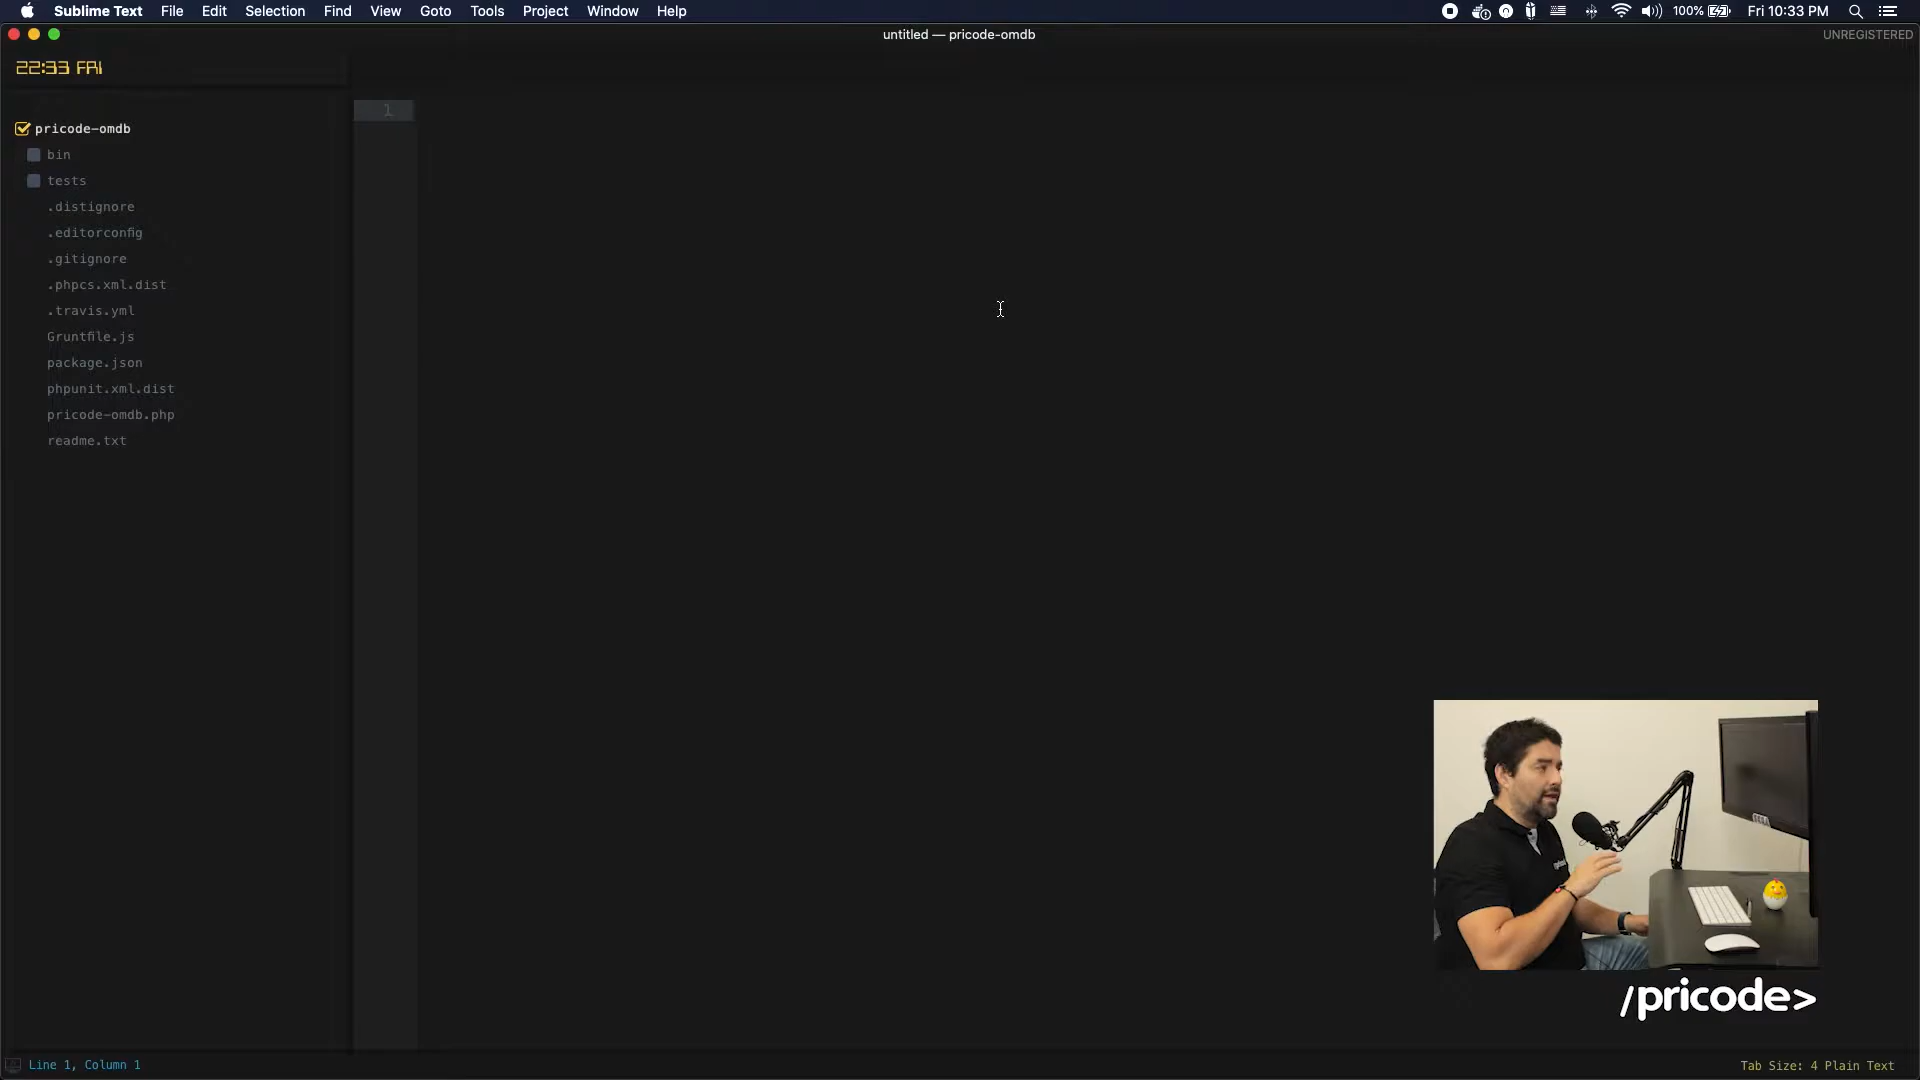 Sublime Text File Edit Selection Find View Goto Tools Project Window Help 100% Fri 10:33 PM
untitled — pricode-omdb UNREGISTERED
22:33 FRI
1
pricode-omdb
bin
tests
.distignore
.editorconfig
.gitignore
.phpcs.xml.dist
.travis.yml
Gruntfile.js
package.json
phpunit.xml.dist
pricode-omdb.php
readme.txt
/pricode>
Line 1, Column 1 Tab Size: 4 Plain Text